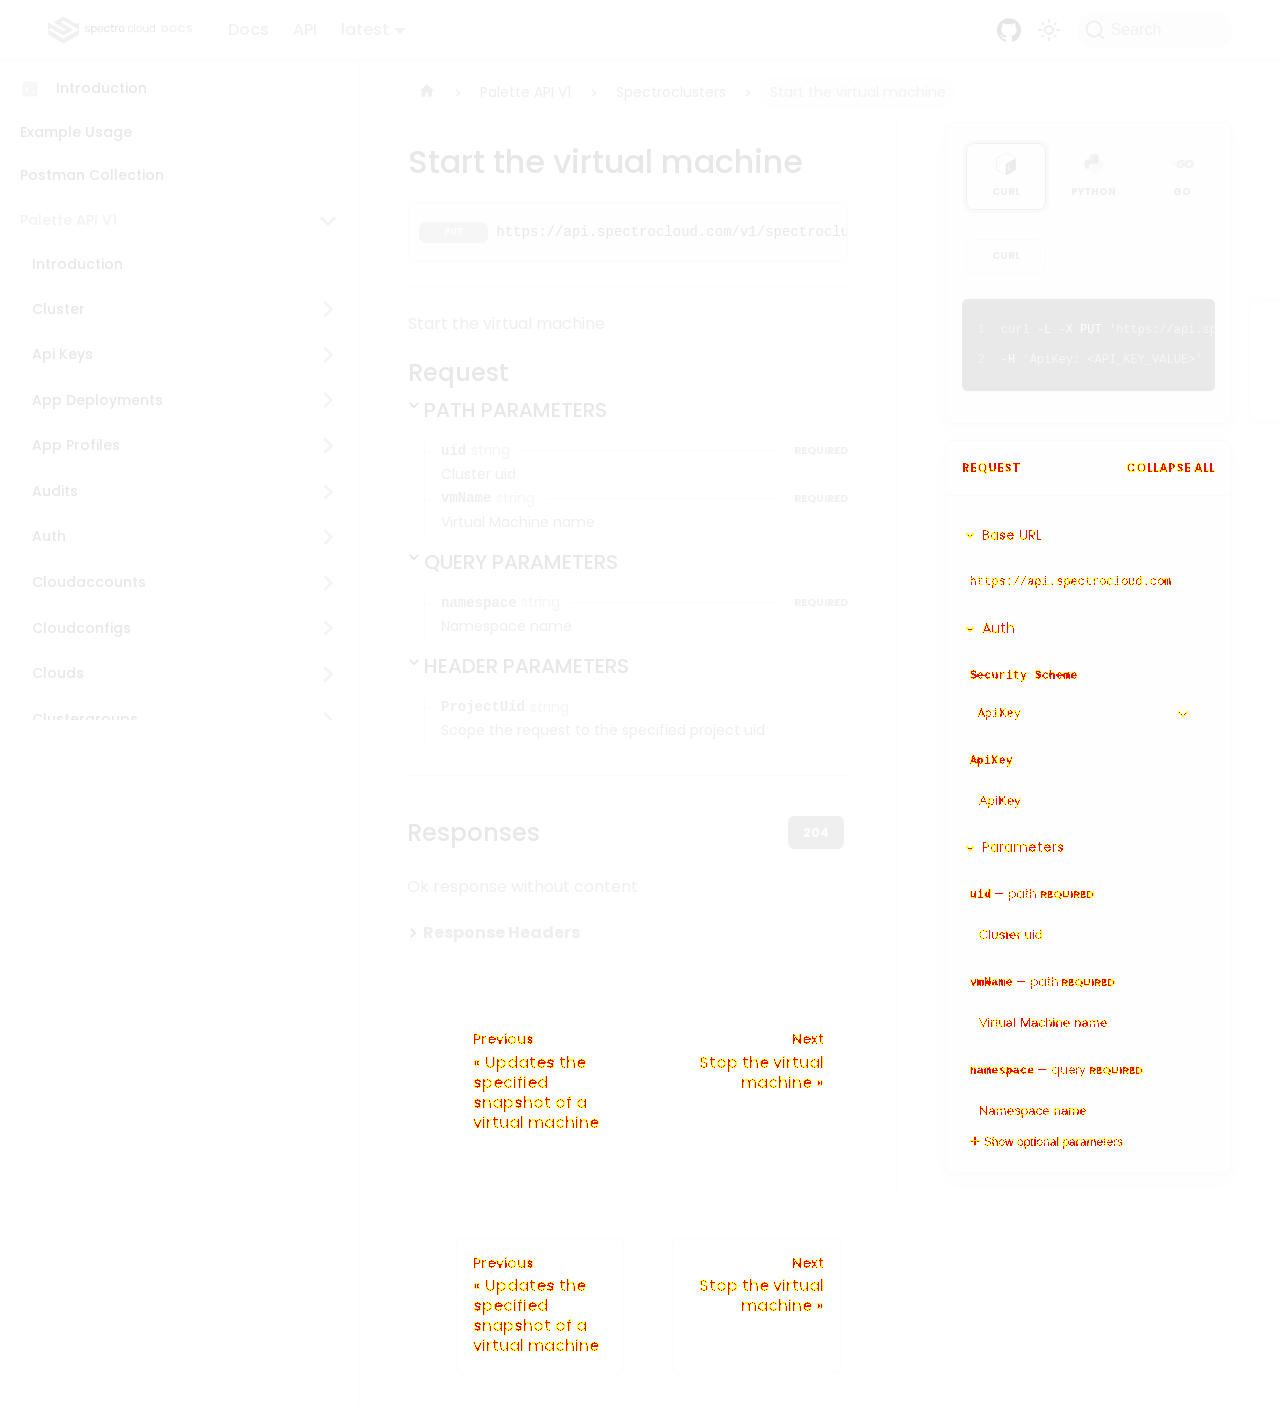 spectro cloud DOCS
Docs
API
latest
Search
Introduction
Example Usage
Postman Collection
Palette API V1
Introduction
Cluster
Api Keys
App Deployments
App Profiles
Audits
Auth
Cloudaccounts
Cloudconfigs
Clouds
Clustergroups
Palette API V1
Spectroclusters
Start the virtual machine
Start the virtual machine
PUT https://api.spectrocloud.com/v1/spectroclu
Start the virtual machine
Request
PATH PARAMETERS
uid string REQUIRED
Cluster uid
vmName string REQUIRED
Virtual Machine name
QUERY PARAMETERS
namespace string REQUIRED
Namespace name
HEADER PARAMETERS
ProjectUid string
Scope the request to the specified project uid
Responses
204
Ok response without content
Response Headers
Previous
« Updates the
specified
snapshot of a
virtual machine
Next
Stop the virtual
machine »
Previous
« Updates the
specified
snapshot of a
virtual machine
Next
Stop the virtual
machine »
CURL
PYTHON
GO
CURL
1 curl -L -X PUT 'https://api.sp
2 -H 'ApiKey: <API_KEY_VALUE>'
REQUEST
COLLAPSE ALL
Base URL
https://api.spectrocloud.com
Auth
Security Scheme
ApiKey
ApiKey
ApiKey
Parameters
uid — path REQUIRED
Cluster uid
vmName — path REQUIRED
Virtual Machine name
namespace — query REQUIRED
Namespace name
Show optional parameters